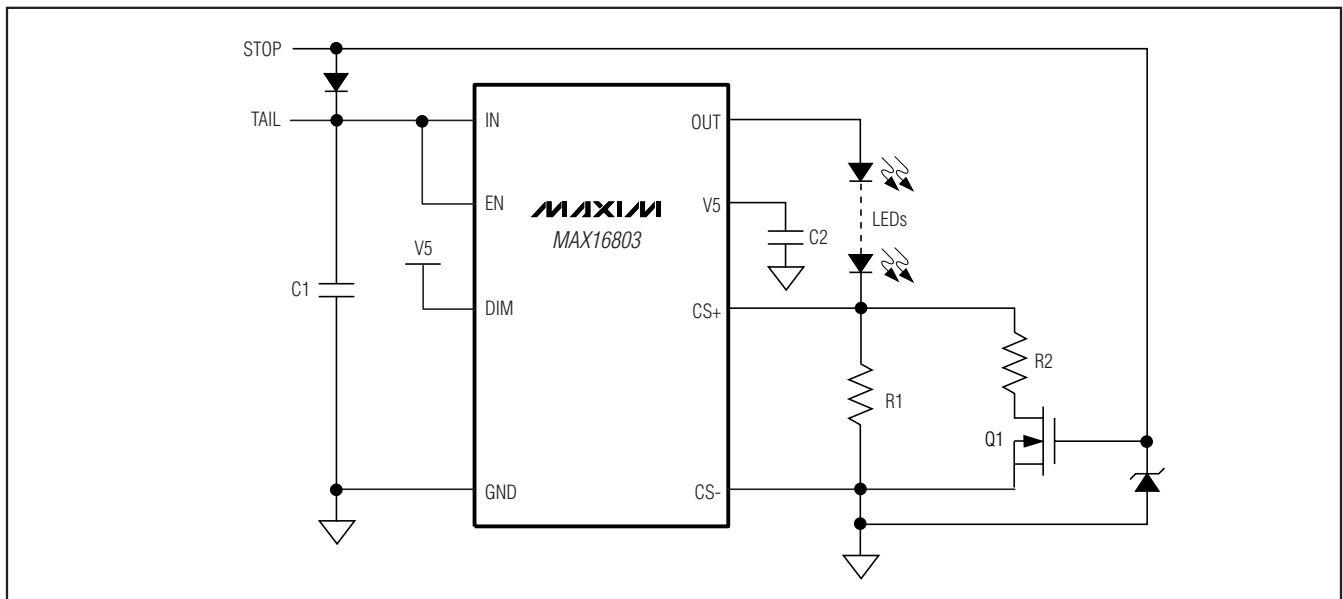 STOP
TAIL
IN
OUT
EN
V5
MAXIM
MAX16803
LEDs
C2
V5
C1
DIM
CS+
R2
R1
Q1
GND
CS-